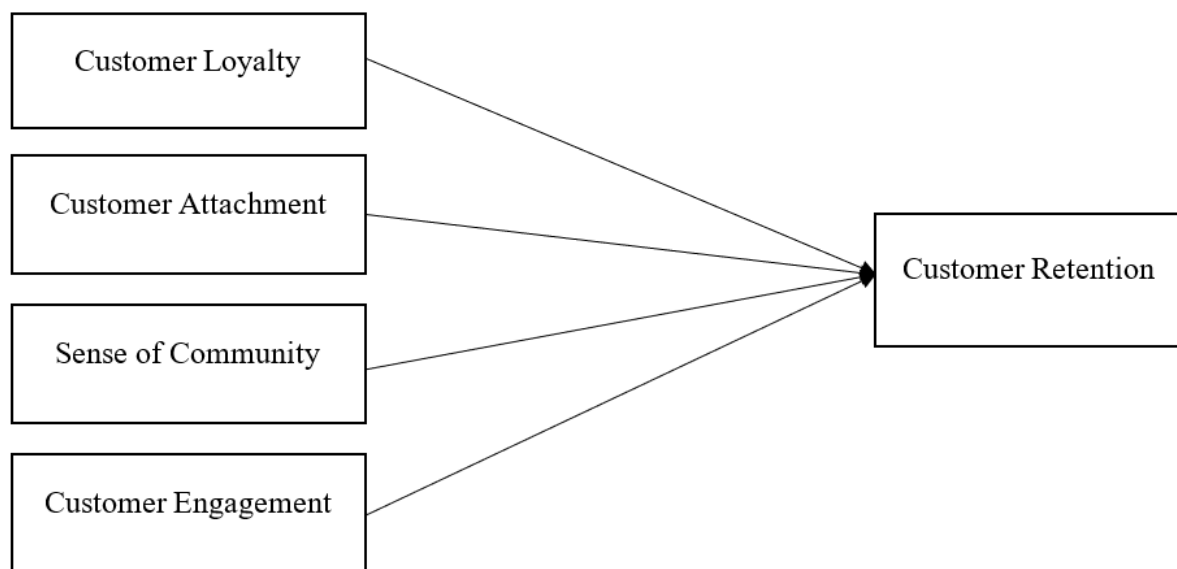 Customer Loyalty
Customer Attachment
Customer Retention
Sense of Community
Customer Engagement